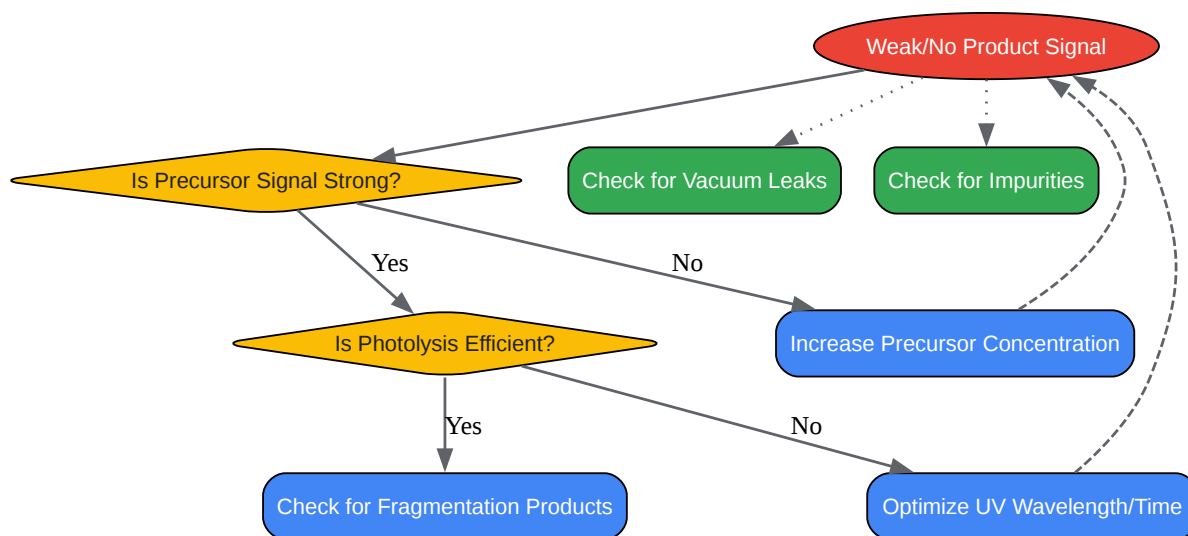 Weak/No Product Signal
Is Precursor Signal Strong?
Check for Vacuum Leaks
Check for Impurities
Yes
No
Is Photolysis Efficient?
Increase Precursor Concentration
Yes
No
Check for Fragmentation Products
Optimize UV Wavelength/Time